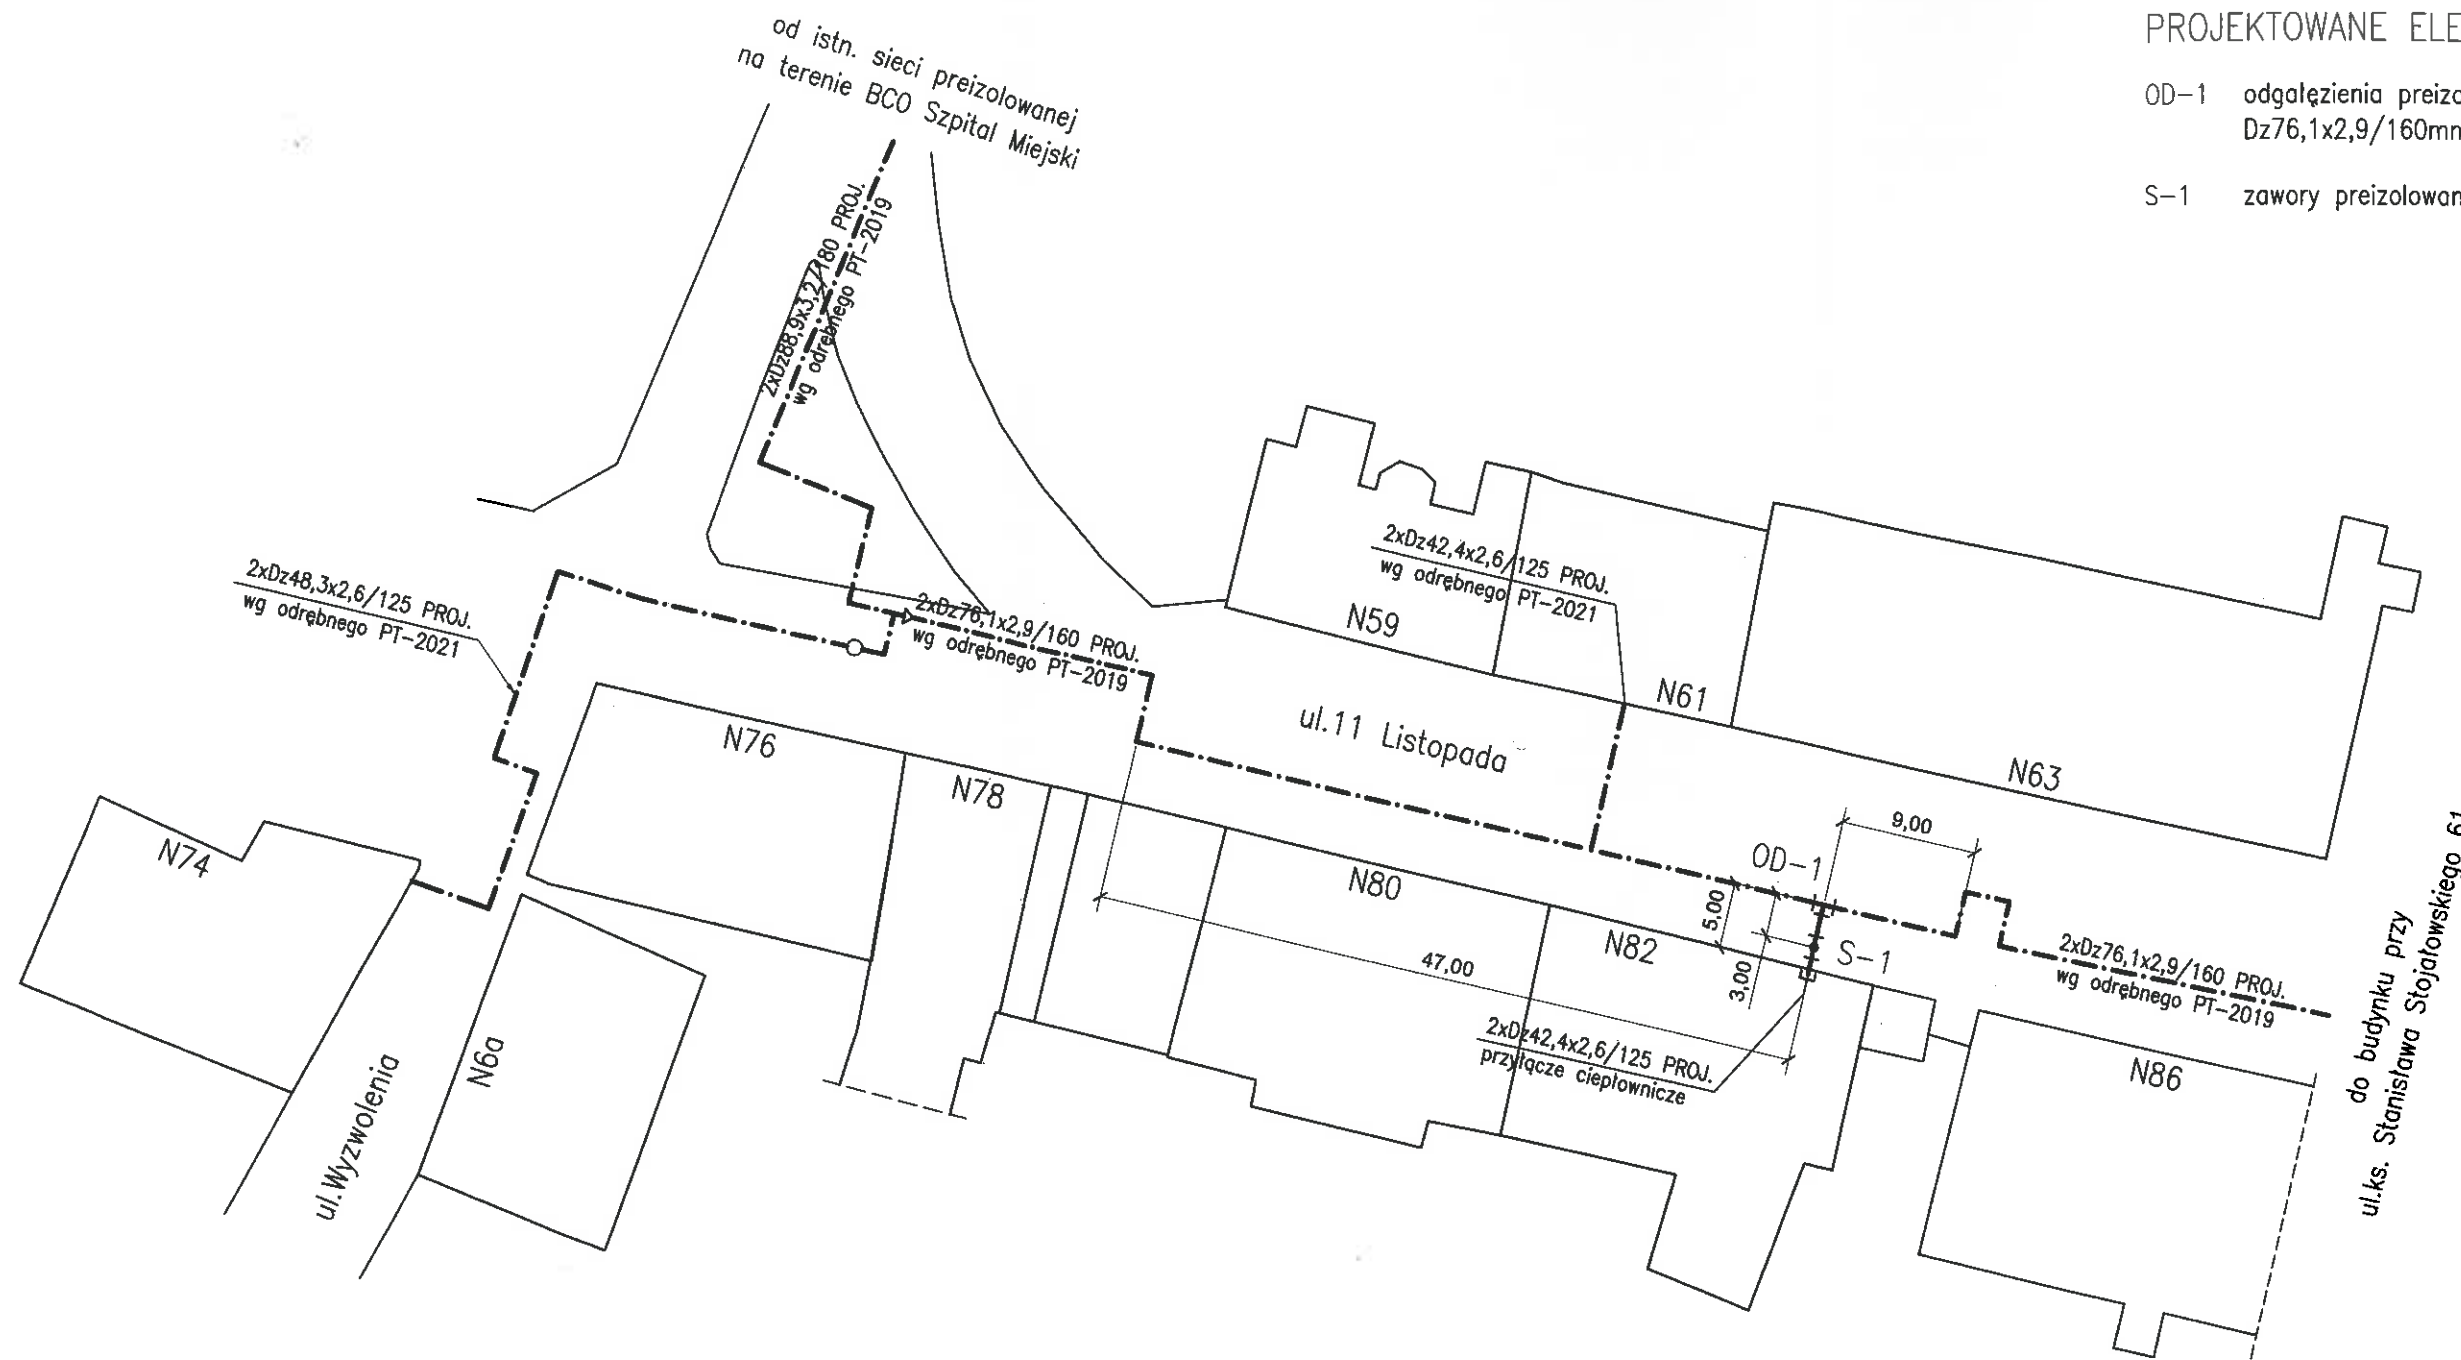 od istn. sieci preizolowanej
na terenie BCO Szpital Miejski
PROJEKTOWANE ELE
OD-1 odgałęzienia preizo
Dz76,1x2,9/160mm
S-1 zawory preizolowan
2xDz88,9x3,2/180 PROJ.
wg odrębnego PT-2019
2xDz48,3x2,6/125 PROJ.
wg odrębnego PT-2021
2xDz76,1x2,9/160 PROJ.
wg odrębnego PT-2019
2xDz42,4x2,6/125 PROJ.
wg odrębnego PT-2021
N59
N61
N63
ul.11 Listopada
N76
N78
N74
N80
N82
OD-1
9,00
5,00
3,00
S-1
47,00
2xDz42,4x2,6/125 PROJ.
przyłącze ciepłownicze
2xDz76,1x2,9/160 PROJ.
wg odrębnego PT-2019
N86
N6a
ul.Wyzwolenia
do budynku przy
ul.ks. Stanisława Stojałowskiego 61